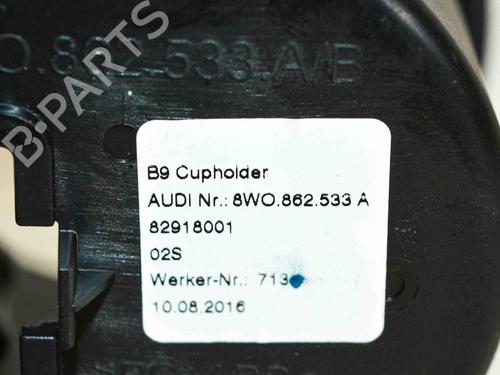 O.862.533.A/B
B-PARTS
B9 Cupholder
AUDI Nr.: 8WO.862.533 A
82918001
02S
Werker-Nr.: 713
10.08.2016